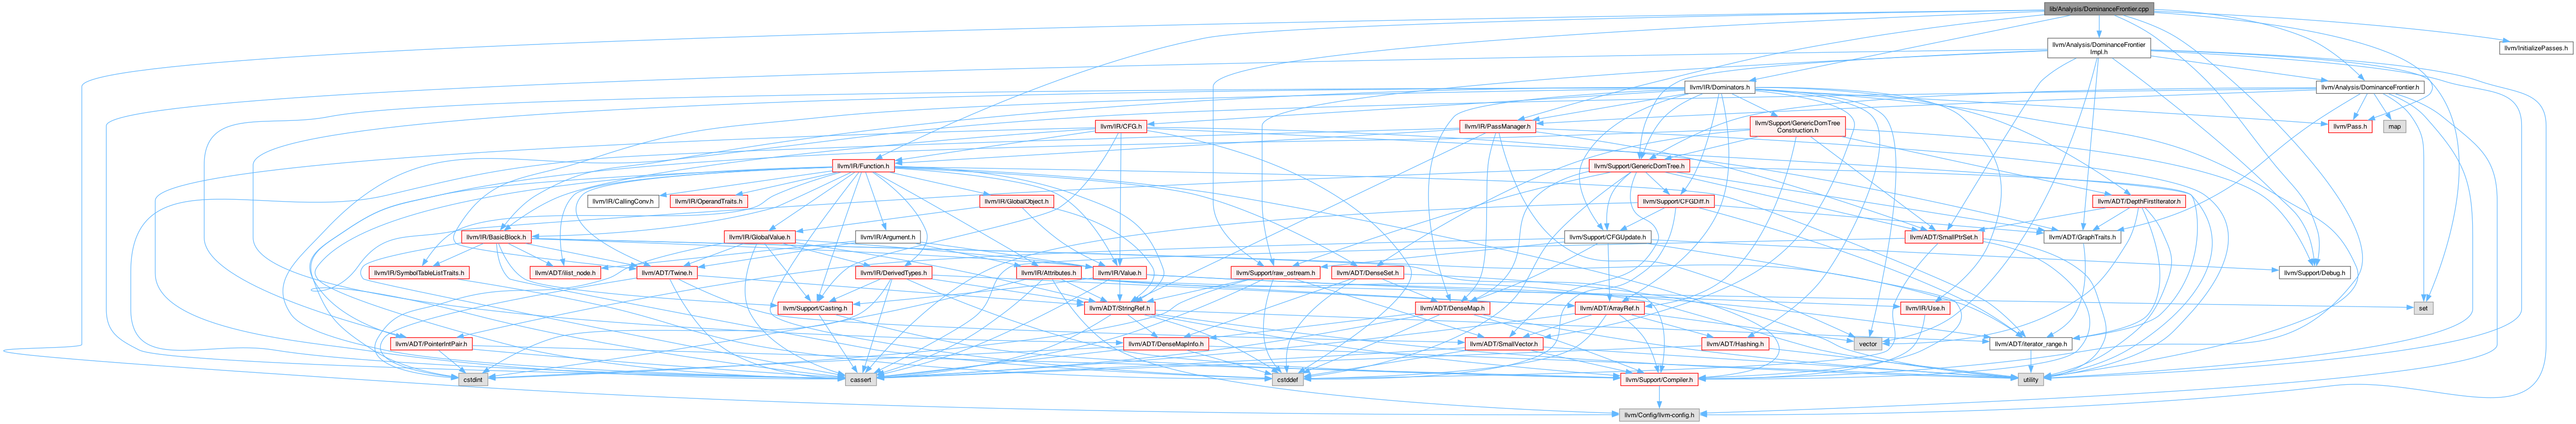 lib/Analysis/DominanceFrontier.cpp
llvm/Analysis/DominanceFrontier
Impl.h
llvm/InitializePasses.h
llvm/IR/Dominators.h
llvm/Analysis/DominanceFrontier.h
llvm/IR/CFG.h
llvm/IR/PassManager.h
llvm/Support/GenericDomTree
Construction.h
llvm/Pass.h
map
llvm/IR/Function.h
llvm/Support/GenericDomTree.h
llvm/IR/CallingConv.h
llvm/IR/OperandTraits.h
llvm/IR/GlobalObject.h
llvm/Support/CFGDiff.h
llvm/ADT/DepthFirstIterator.h
llvm/IR/BasicBlock.h
llvm/IR/GlobalValue.h
llvm/IR/Argument.h
llvm/Support/CFGUpdate.h
llvm/ADT/SmallPtrSet.h
llvm/ADT/GraphTraits.h
llvm/IR/SymbolTableListTraits.h
llvm/ADT/ilist_node.h
llvm/ADT/Twine.h
llvm/IR/DerivedTypes.h
llvm/IR/Attributes.h
llvm/IR/Value.h
llvm/Support/raw_ostream.h
llvm/ADT/DenseSet.h
llvm/Support/Debug.h
llvm/Support/Casting.h
llvm/ADT/StringRef.h
llvm/ADT/DenseMap.h
llvm/ADT/ArrayRef.h
llvm/IR/Use.h
set
llvm/ADT/PointerIntPair.h
llvm/ADT/DenseMapInfo.h
llvm/ADT/SmallVector.h
llvm/ADT/Hashing.h
vector
llvm/ADT/iterator_range.h
cstdint
cassert
cstddef
llvm/Support/Compiler.h
utility
llvm/Config/llvm-config.h